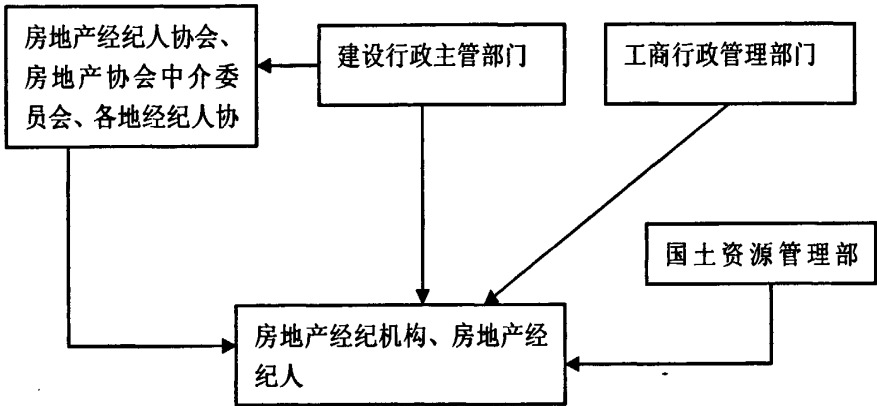 房地产经纪人协会、
房地产协会中介委
员会、各地经纪人协
建设行政主管部门
工商行政管理部门
国土资源管理部
房地产经纪机构、房地产经
纪人